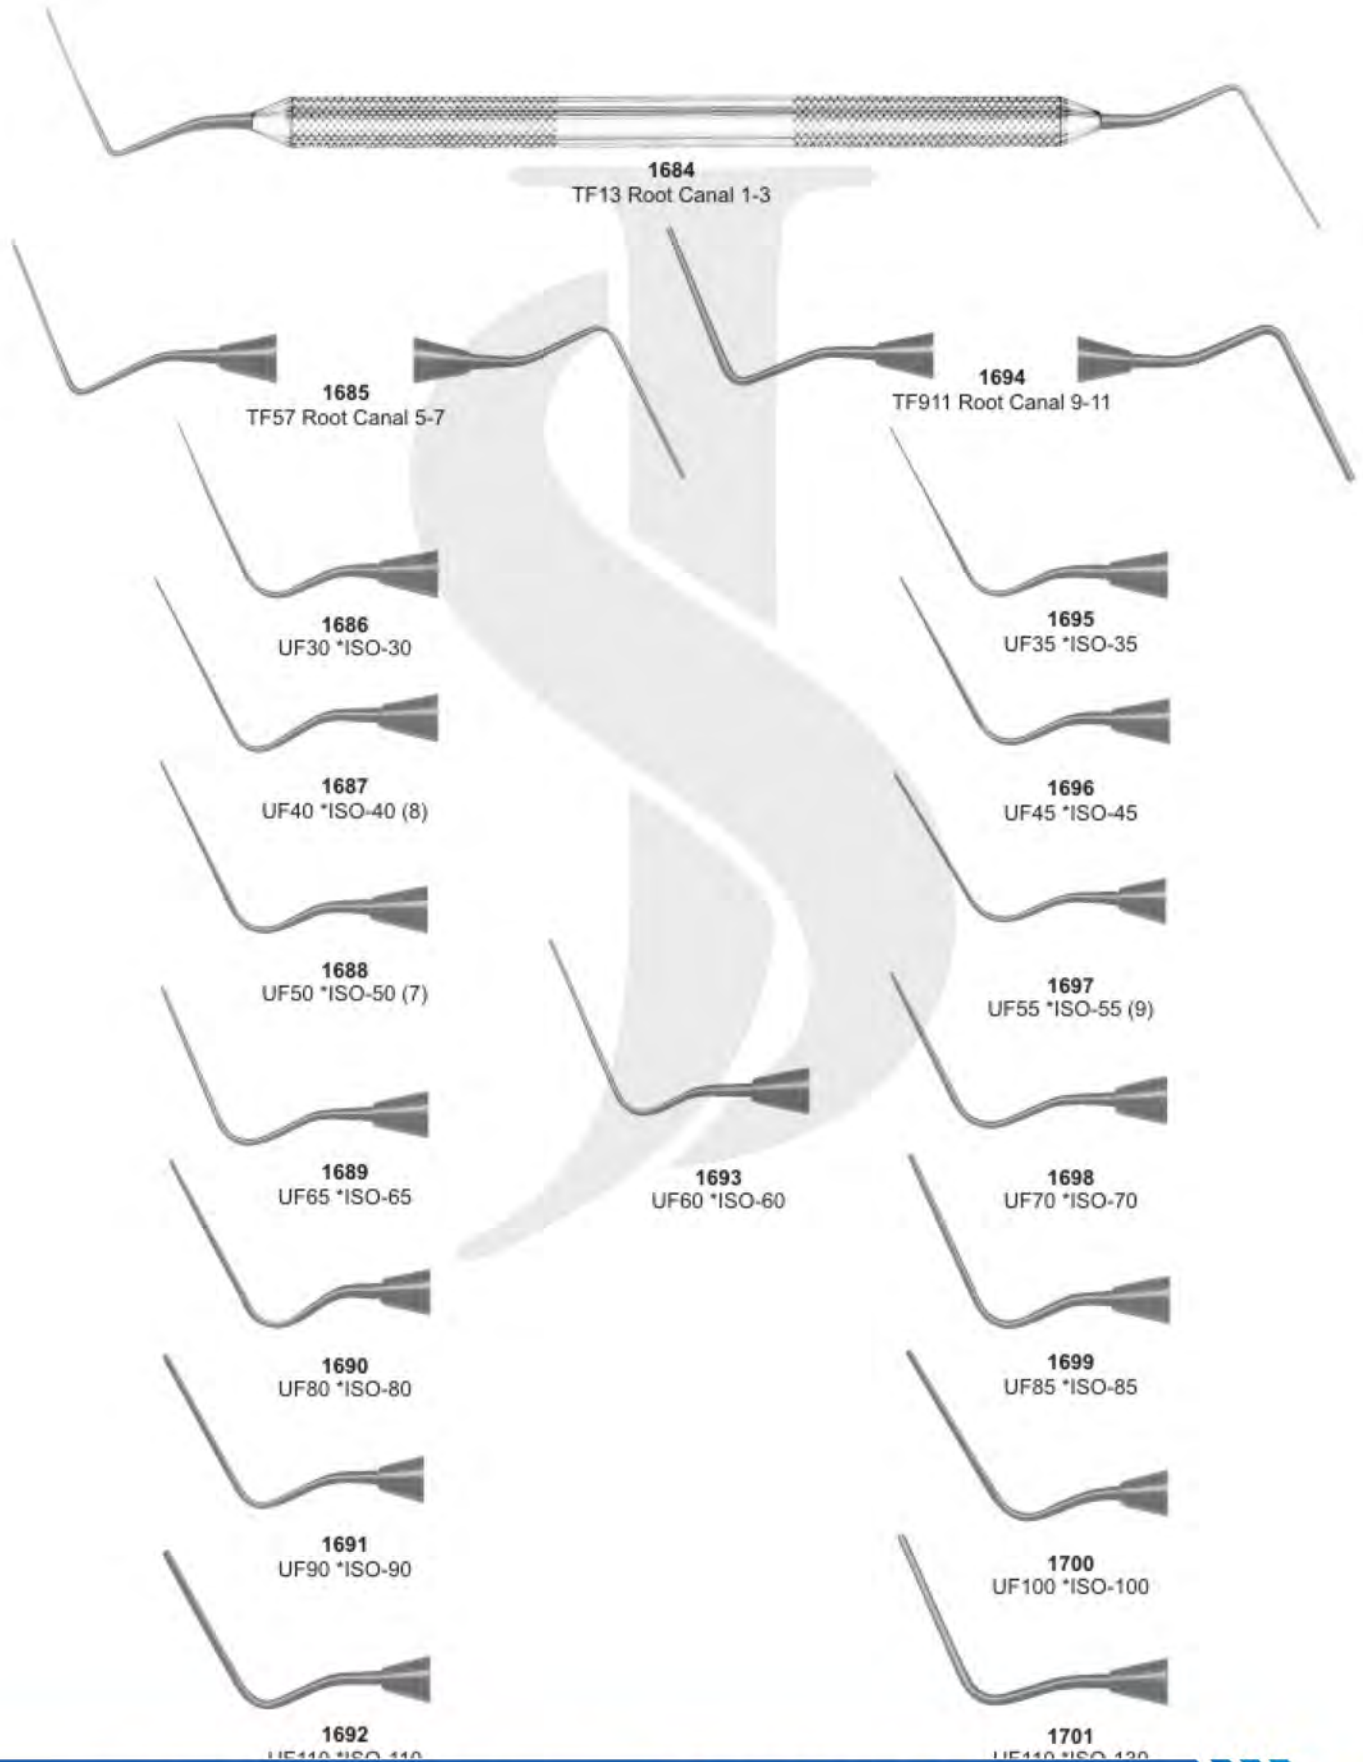 1684
TF13 Root Canal 1-3
1685
TF57 Root Canal 5-7
1694
TF911 Root Canal 9-11
1686
UF30 *ISO-30
1695
UF35 *ISO-35
1687
UF40 *ISO-40 (8)
1696
UF45 *ISO-45
1688
UF50 *ISO-50 (7)
1697
UF55 *ISO-55 (9)
1689
UF65 *ISO-65
1693
UF60 *ISO-60
1698
UF70 *ISO-70
1690
UF80 *ISO-80
1699
UF85 *ISO-85
1691
UF90 *ISO-90
1700
UF100 *ISO-100
1692
1701